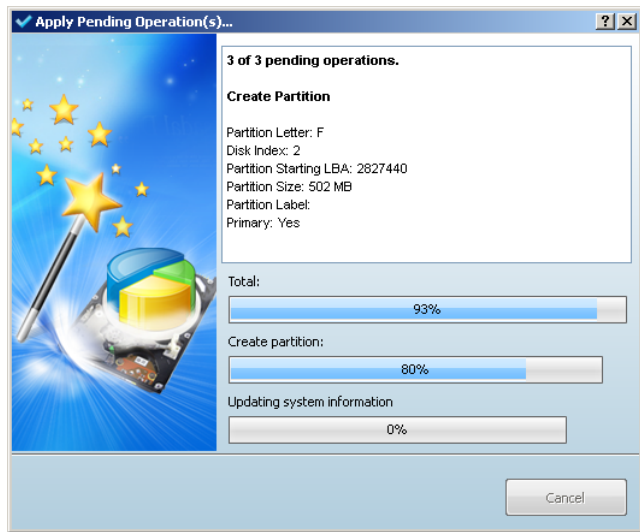 Apply Pending Operation(s)...
3 of 3 pending operations.
Create Partition
Partition Letter: F
Disk Index: 2
Partition Starting LBA: 2827440
Partition Size: 502 MB
Partition Label:
Primary: Yes
Total:
93%
Create partition:
80%
Updating system information
0%
Cancel